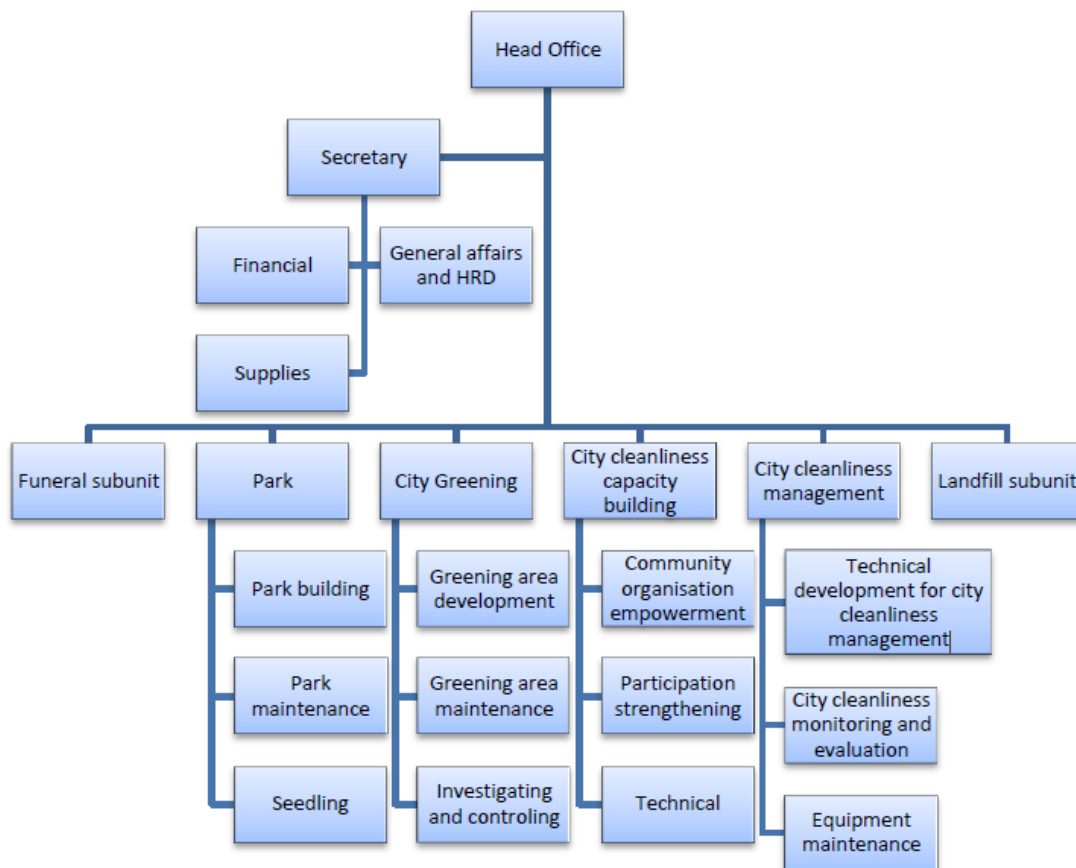 Head Office
Secretary
Financial
General affairs
and HRD
Supplies
Funeral subunit
Park
City Greening
City cleanliness
capacity
building
City cleanliness
management
Landfill subunit
Park building
Park
maintenance
Seedling
Greening area
development
Greening area
maintenance
Investigating
and controling
Community
organisation
empowerment
Participation
strengthening
Technical
Technical
development for city
cleanliness
management
City cleanliness
monitoring and
evaluation
Equipment
maintenance